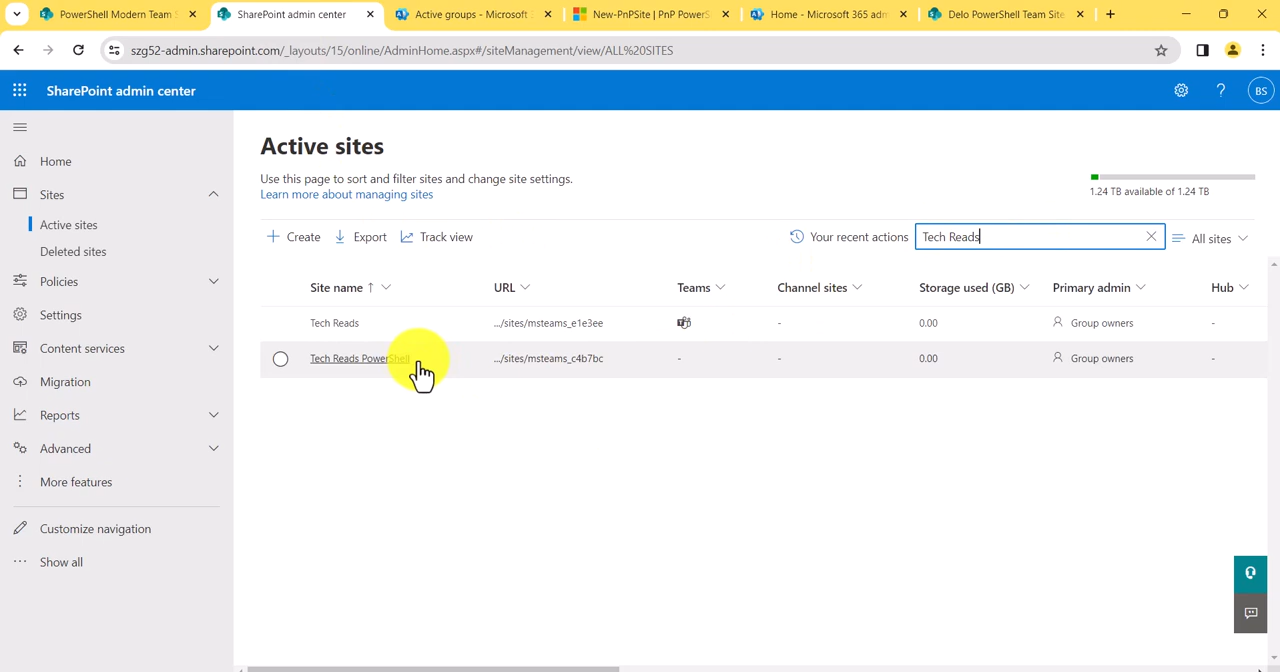 PowerShell Modern Team S
SharePoint admin center
Active groups - Microsoft 3
New-PnPSite | PnP PowerS
Home - Microsoft 365 adm
Delo PowerShell Team Site
szg52-admin.sharepoint.com/_layouts/15/online/AdminHome.aspx#/siteManagement/view/ALL%20SITES
SharePoint admin center
BS
Home
Sites
Active sites
Deleted sites
Policies
Settings
Content services
Migration
Reports
Advanced
More features
Customize navigation
Show all
Active sites
Use this page to sort and filter sites and change site settings.
Learn more about managing sites
1.24 TB available of 1.24 TB
Create Export Track view Your recent actions Tech Reads All sites
Site name ↑ URL Teams Channel sites Storage used (GB) Primary admin Hub
Tech Reads .../sites/msteams_e1e3ee - 0.00 Group owners -
Tech Reads PowerShell .../sites/msteams_c4b7bc - - 0.00 Group owners -